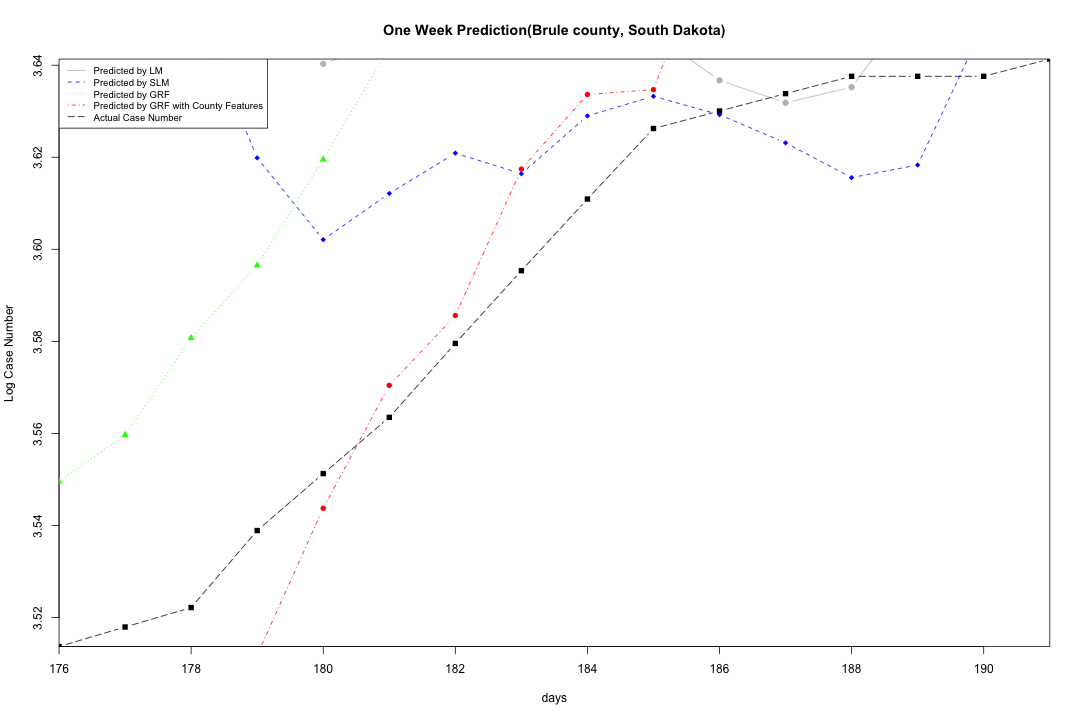 One Week Prediction(Brule county, South Dakota)
Predicted by LM
Predicted by SLM
Predicted by GRF
Predicted by GRF with County Features
Actual Case Number
3.64
3.62
3.60
3.58
3.56
3.54
3.52
Log Case Number
176 178 180 182 184 186 188 190
days